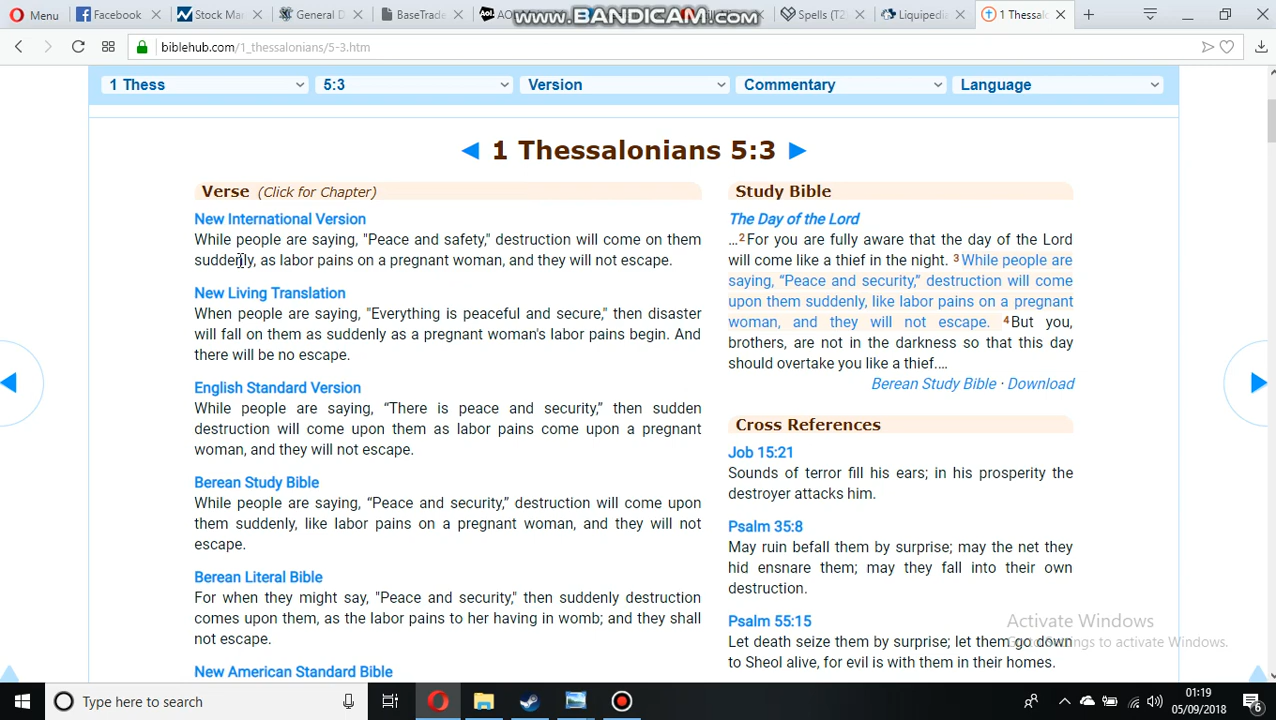 Menu
Facebook
Stock Ma
General D
BaseTrade
Aol.
www.BANDICAM.com
Spells (T2
Liquipedia
1 Thessal
biblehub.com/1_thessalonians/5-3.htm
1 Thess 5:3 Version Commentary Language
◄ 1 Thessalonians 5:3 ►
Verse (Click for Chapter)
New International Version
While people are saying, "Peace and safety," destruction will come on them
suddenly, as labor pains on a pregnant woman, and they will not escape.
New Living Translation
When people are saying, "Everything is peaceful and secure," then disaster
will fall on them as suddenly as a pregnant woman's labor pains begin. And
there will be no escape.
English Standard Version
While people are saying, “There is peace and security,” then sudden
destruction will come upon them as labor pains come upon a pregnant
woman, and they will not escape.
Berean Study Bible
While people are saying, “Peace and security,” destruction will come upon
them suddenly, like labor pains on a pregnant woman, and they will not
escape.
Berean Literal Bible
For when they might say, "Peace and security," then suddenly destruction
comes upon them, as the labor pains to her having in womb; and they shall
not escape.
New American Standard Bible
Study Bible
The Day of the Lord
…2For you are fully aware that the day of the Lord
will come like a thief in the night. 3While people are
saying, “Peace and security,” destruction will come
upon them suddenly, like labor pains on a pregnant
woman, and they will not escape. 4But you,
brothers, are not in the darkness so that this day
should overtake you like a thief.…
Berean Study Bible · Download
Cross References
Job 15:21
Sounds of terror fill his ears; in his prosperity the
destroyer attacks him.
Psalm 35:8
May ruin befall them by surprise; may the net they
hid ensnare them; may they fall into their own
destruction.
Psalm 55:15
Let death seize them by surprise; let them go down
to Sheol alive, for evil is with them in their homes.
Activate Windows
Go to Settings to activate Windows.
Type here to search
01:19
05/09/2018
6